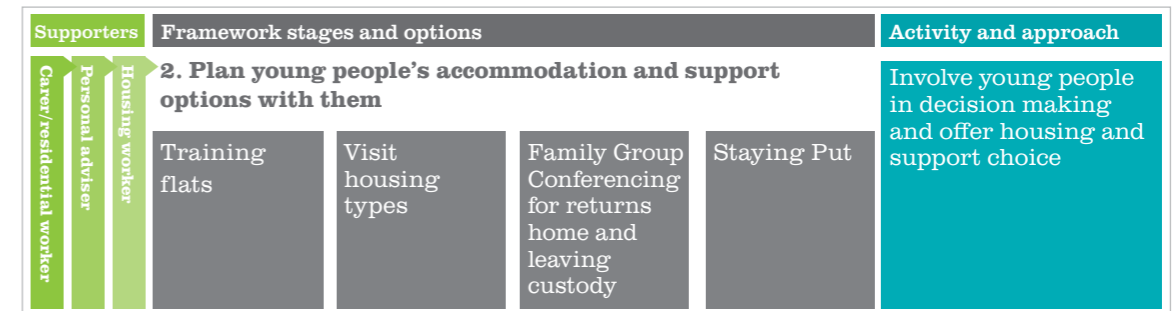 Supporters
Framework stages and options
Activity and approach
Carer/residential worker
Personal adviser
Housing worker
2. Plan young people's accommodation and support
options with them
Training
flats
Visit
housing
types
Family Group
Conferencing
for returns
home and
leaving
custody
Staying Put
Involve young people
in decision making
and offer housing and
support choice